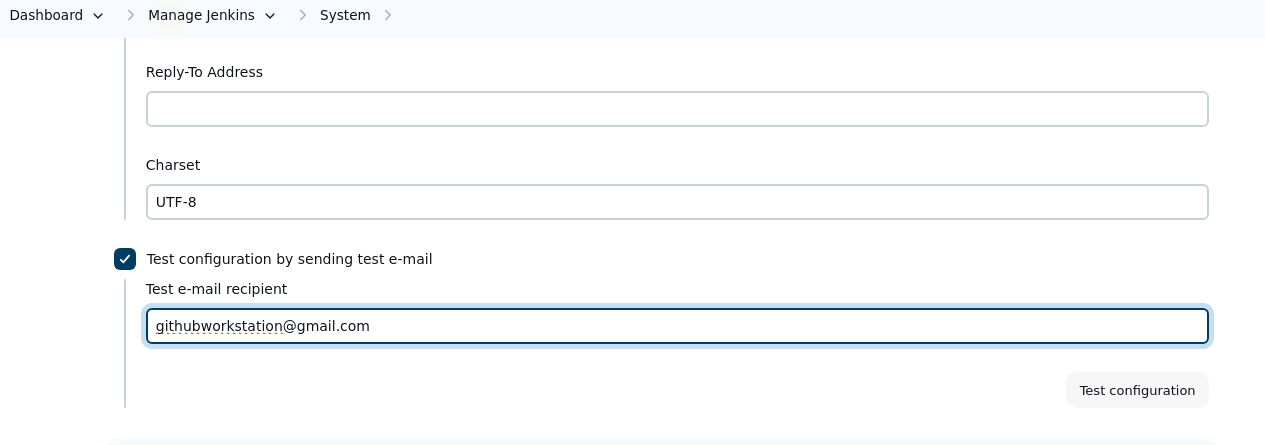 Dashboard Manage Jenkins System
Reply-To Address
Charset
UTF-8
Test configuration by sending test e-mail
Test e-mail recipient
githubworkstation@gmail.com
Test configuration